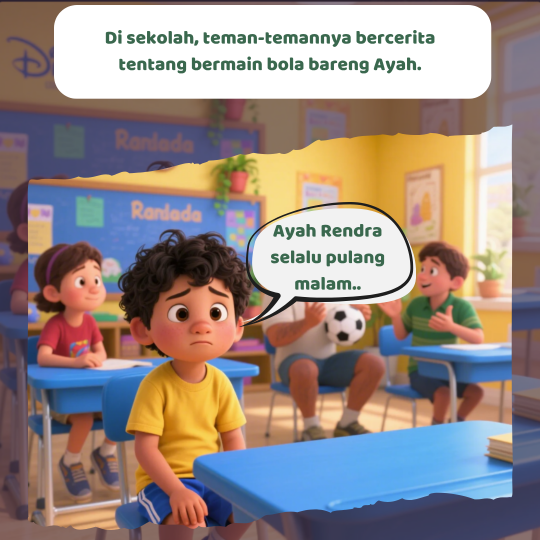 Di sekolah, teman-temannya bercerita
tentang bermain bola bareng Ayah.
Ranlada
Ranlada
Ayah Rendra
selalu pulang
malam..